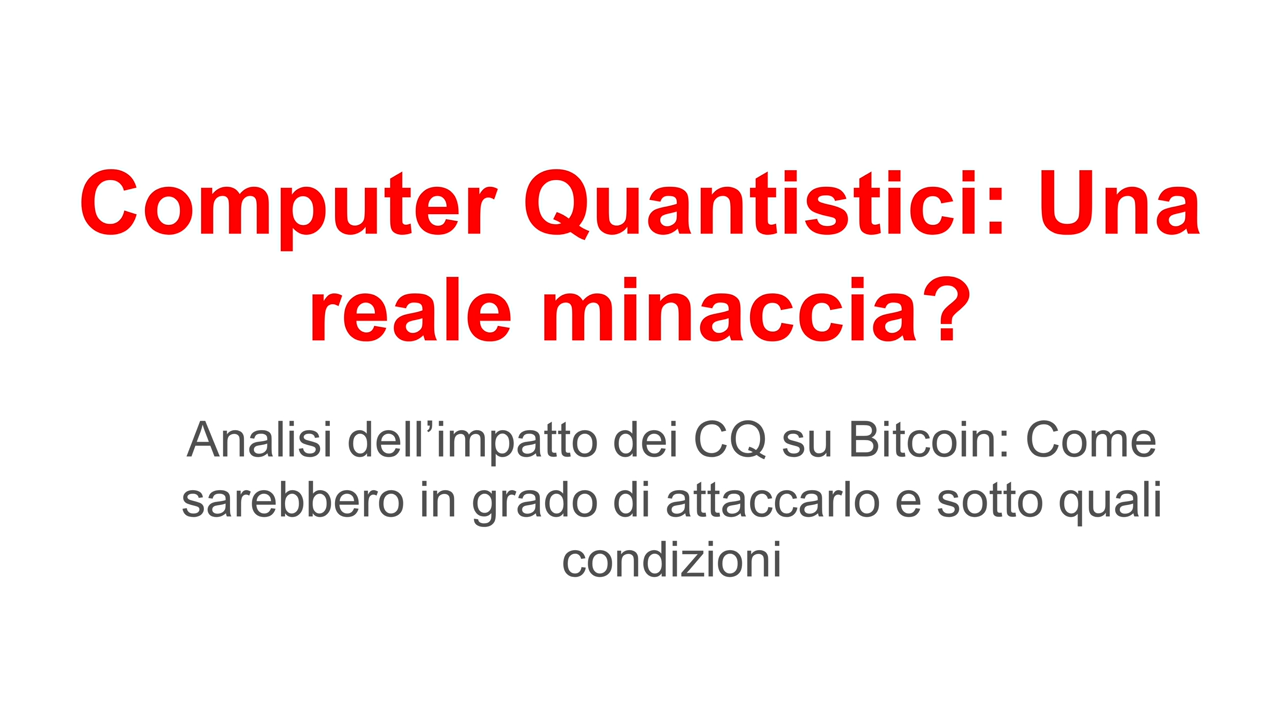 Computer Quantistici: Una
reale minaccia?
Analisi dell’impatto dei CQ su Bitcoin: Come
sarebbero in grado di attaccarlo e sotto quali
condizioni